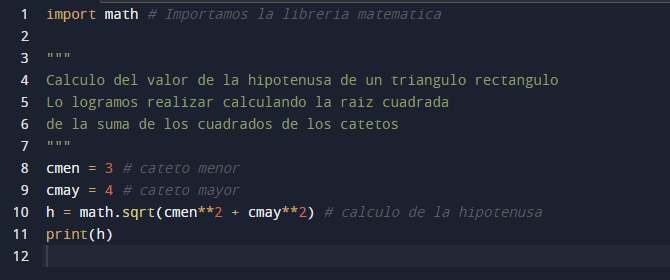 1 import math # Importamos la libreria matematica
2
3 """
4 Calculo del valor de la hipotenusa de un triangulo rectangulo
5 Lo logramos realizar calculando la raiz cuadrada
6 de la suma de los cuadrados de los catetos
7 """
8 cmen = 3 # cateto menor
9 cmay = 4 # cateto mayor
10 h = math.sqrt(cmen**2 + cmay**2) # calculo de la hipotenusa
11 print(h)
12